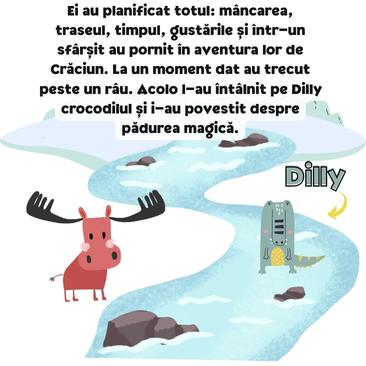 Ei au planificat totul: mâncarea,
traseul, timpul, gustările și într-un
sfârșit au pornit în aventura lor de
Crăciun. La un moment dat au trecut
peste un râu. Acolo l-au întâlnit pe Dilly
crocodilul și i-au povestit despre
pădurea magică.
Dilly